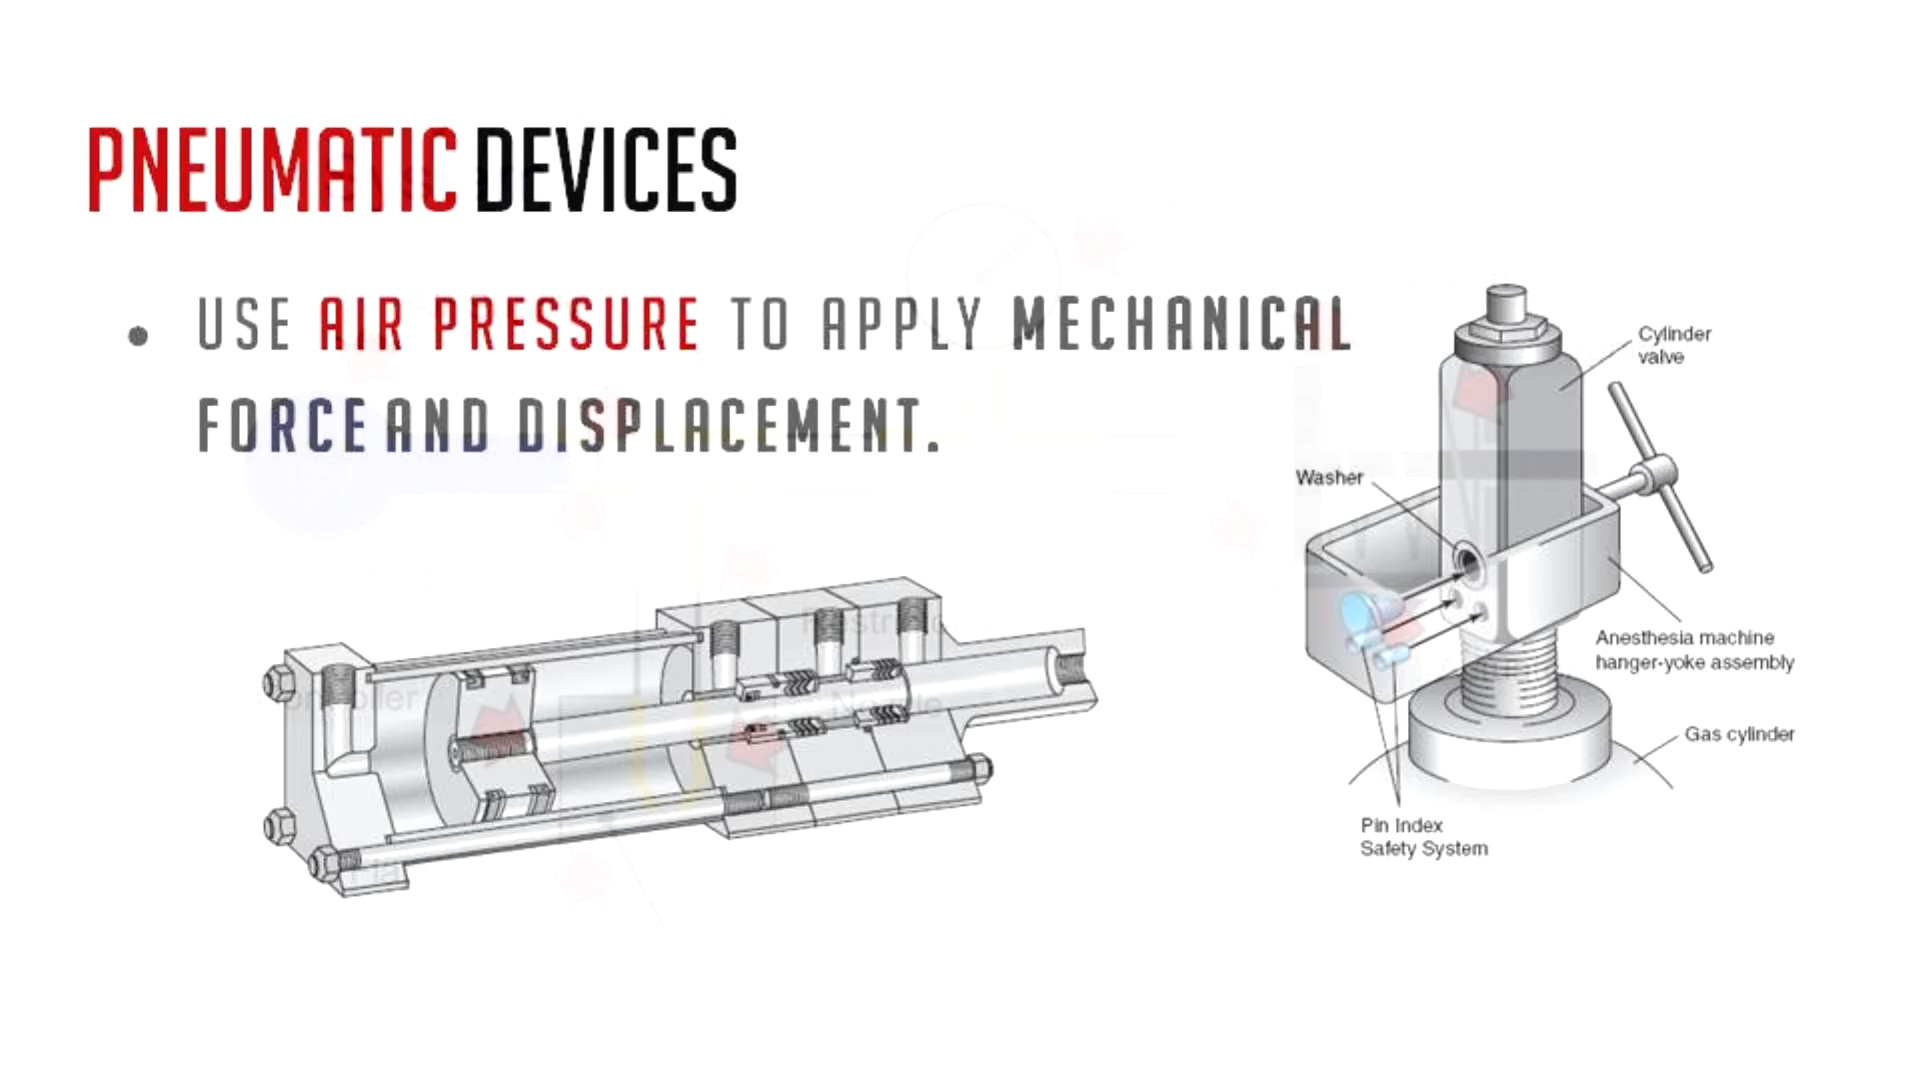 PNEUMATIC DEVICES
• USE AIR PRESSURE TO APPLY MECHANICAL
FORCE AND DISPLACEMENT.
Cylinder
valve
Washer
Anesthesia machine
hanger-yoke assembly
Gas cylinder
Pin Index
Safety System